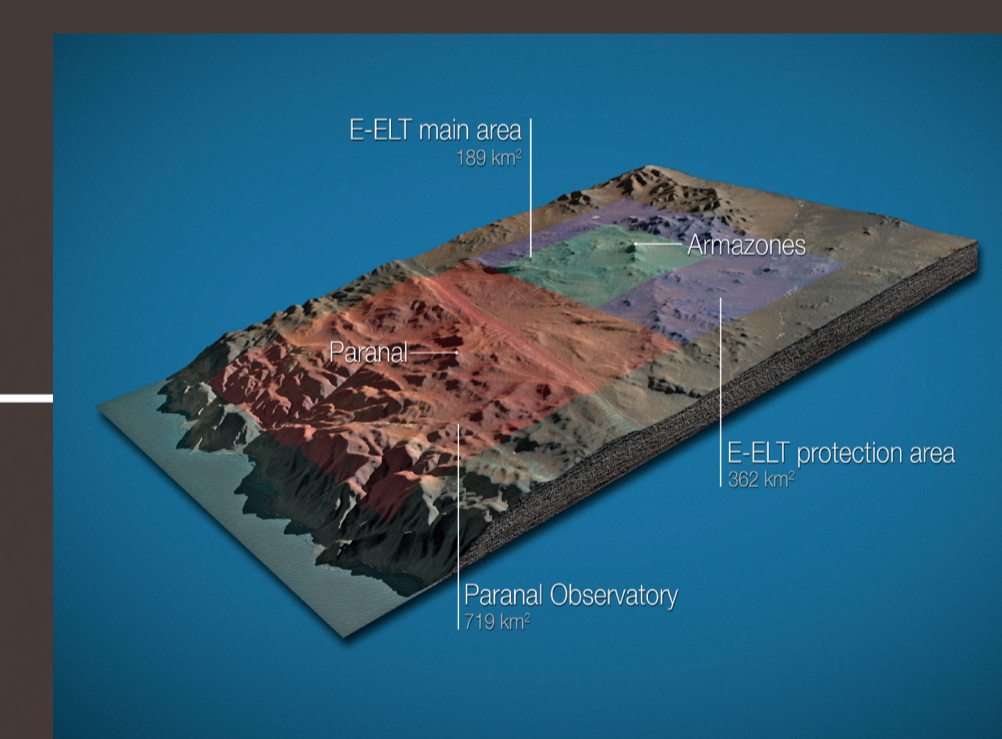 E-ELT main area
189 km²
Armazones
Paranal
E-ELT protection area
362 km²
Paranal Observatory
719 km²